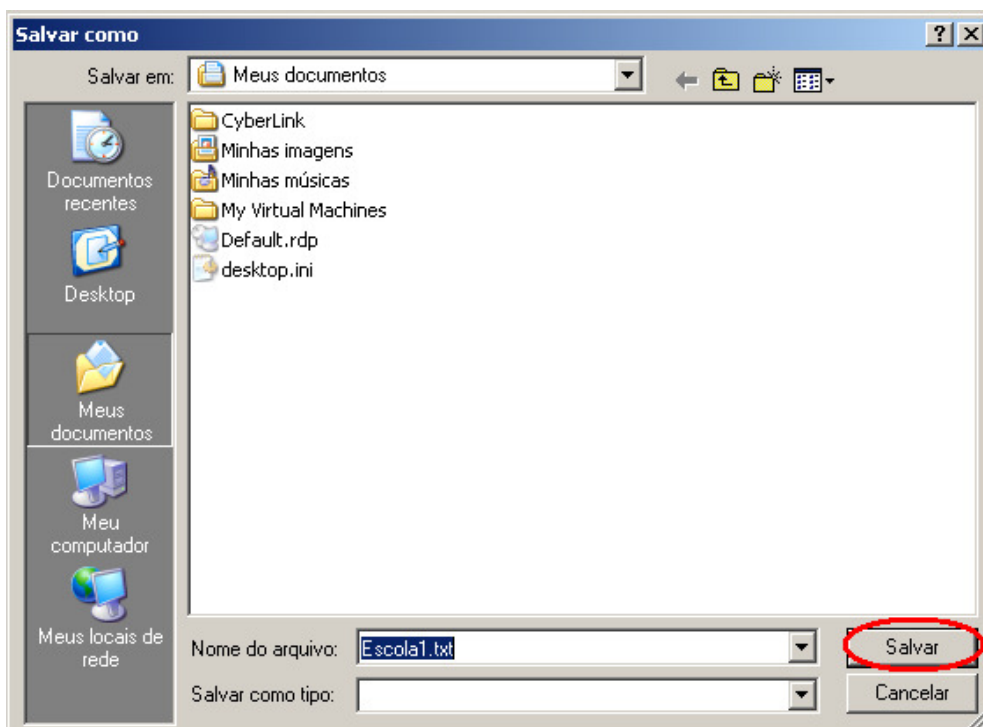 Salvar como
Salvar em: Meus documentos
Documentos
recentes
Desktop
Meus
documentos
Meu
computador
Meus locais de
rede
CyberLink
Minhas imagens
Minhas músicas
My Virtual Machines
Default.rdp
desktop.ini
Nome do arquivo: Escola1.txt Salvar
Salvar como tipo: Cancelar